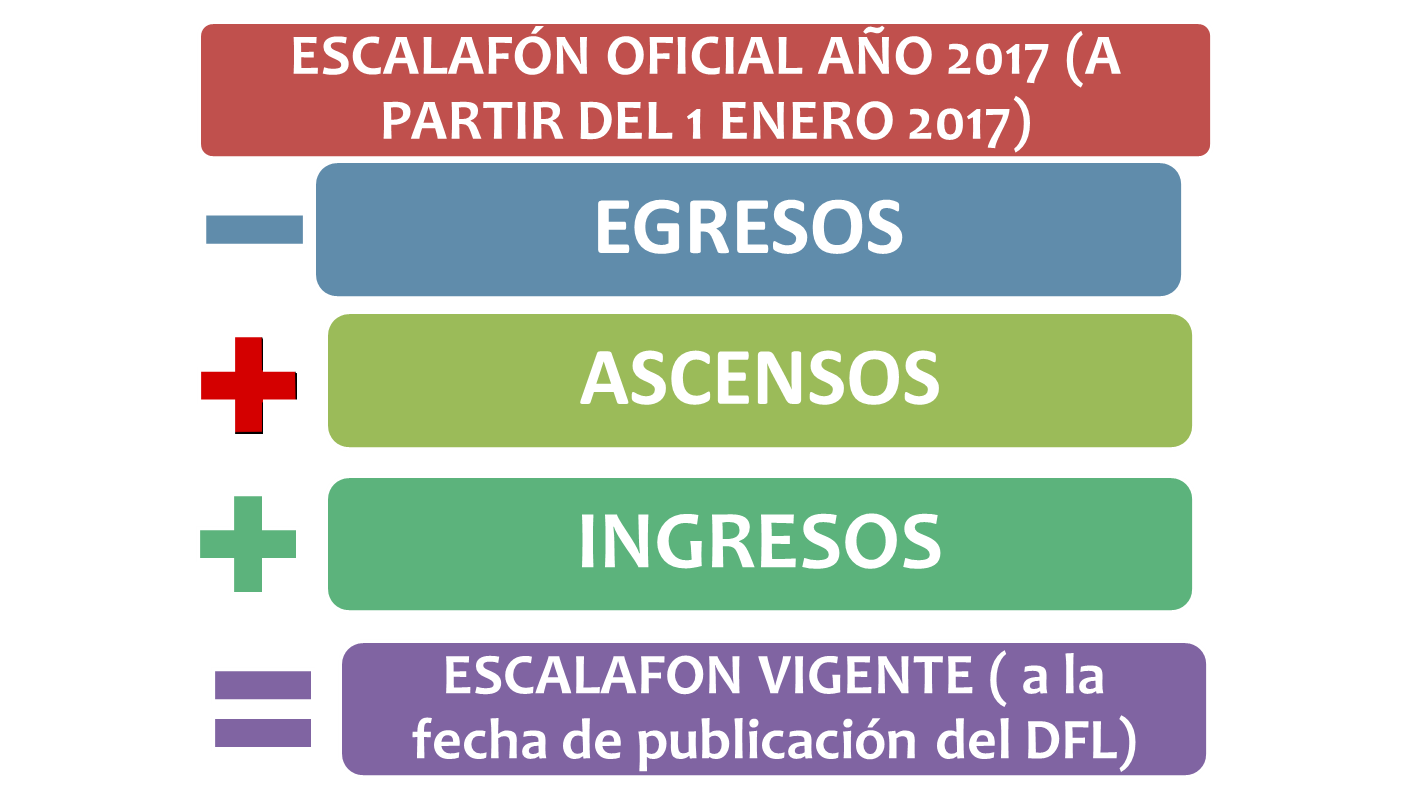 ESCALAFÓN OFICIAL AÑO 2017 (A
PARTIR DEL 1 ENERO 2017)
EGRESOS
ASCENSOS
INGRESOS
ESCALAFON VIGENTE ( a la
fecha de publicación del DFL)